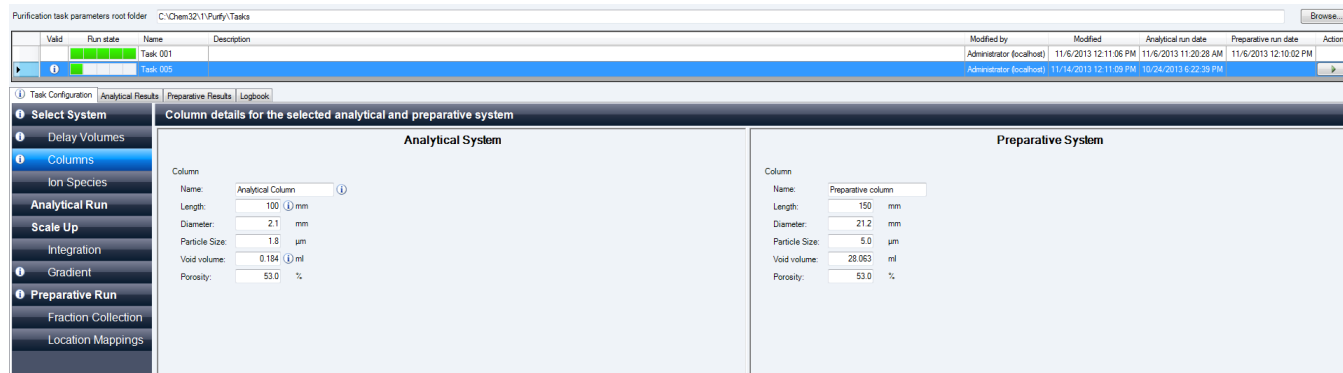 Purification task parameters root folder C:\Chem32\1\Purify\Tasks Browse...
Valid Run state Name Description Modified by Modified Analytical run date Preparative run date Action
Task 001 Administrator (localhost) 11/6/2013 12:11:06 PM 11/6/2013 11:20:28 AM 11/6/2013 12:10:02 PM
Task 005 Administrator (localhost) 11/14/2013 12:11:09 PM 10/24/2013 6:22:39 PM
Task Configuration Analytical Results Preparative Results Logbook
Select System
Delay Volumes
Columns
Ion Species
Analytical Run
Scale Up
Integration
Gradient
Preparative Run
Fraction Collection
Location Mappings
Column details for the selected analytical and preparative system
Analytical System
Column
Name: Analytical Column
Length: 100 mm
Diameter: 2.1 mm
Particle Size: 1.8 µm
Void volume: 0.184 ml
Porosity: 53.0 %
Preparative System
Column
Name: Preparative column
Length: 150 mm
Diameter: 21.2 mm
Particle Size: 5.0 µm
Void volume: 28.063 ml
Porosity: 53.0 %